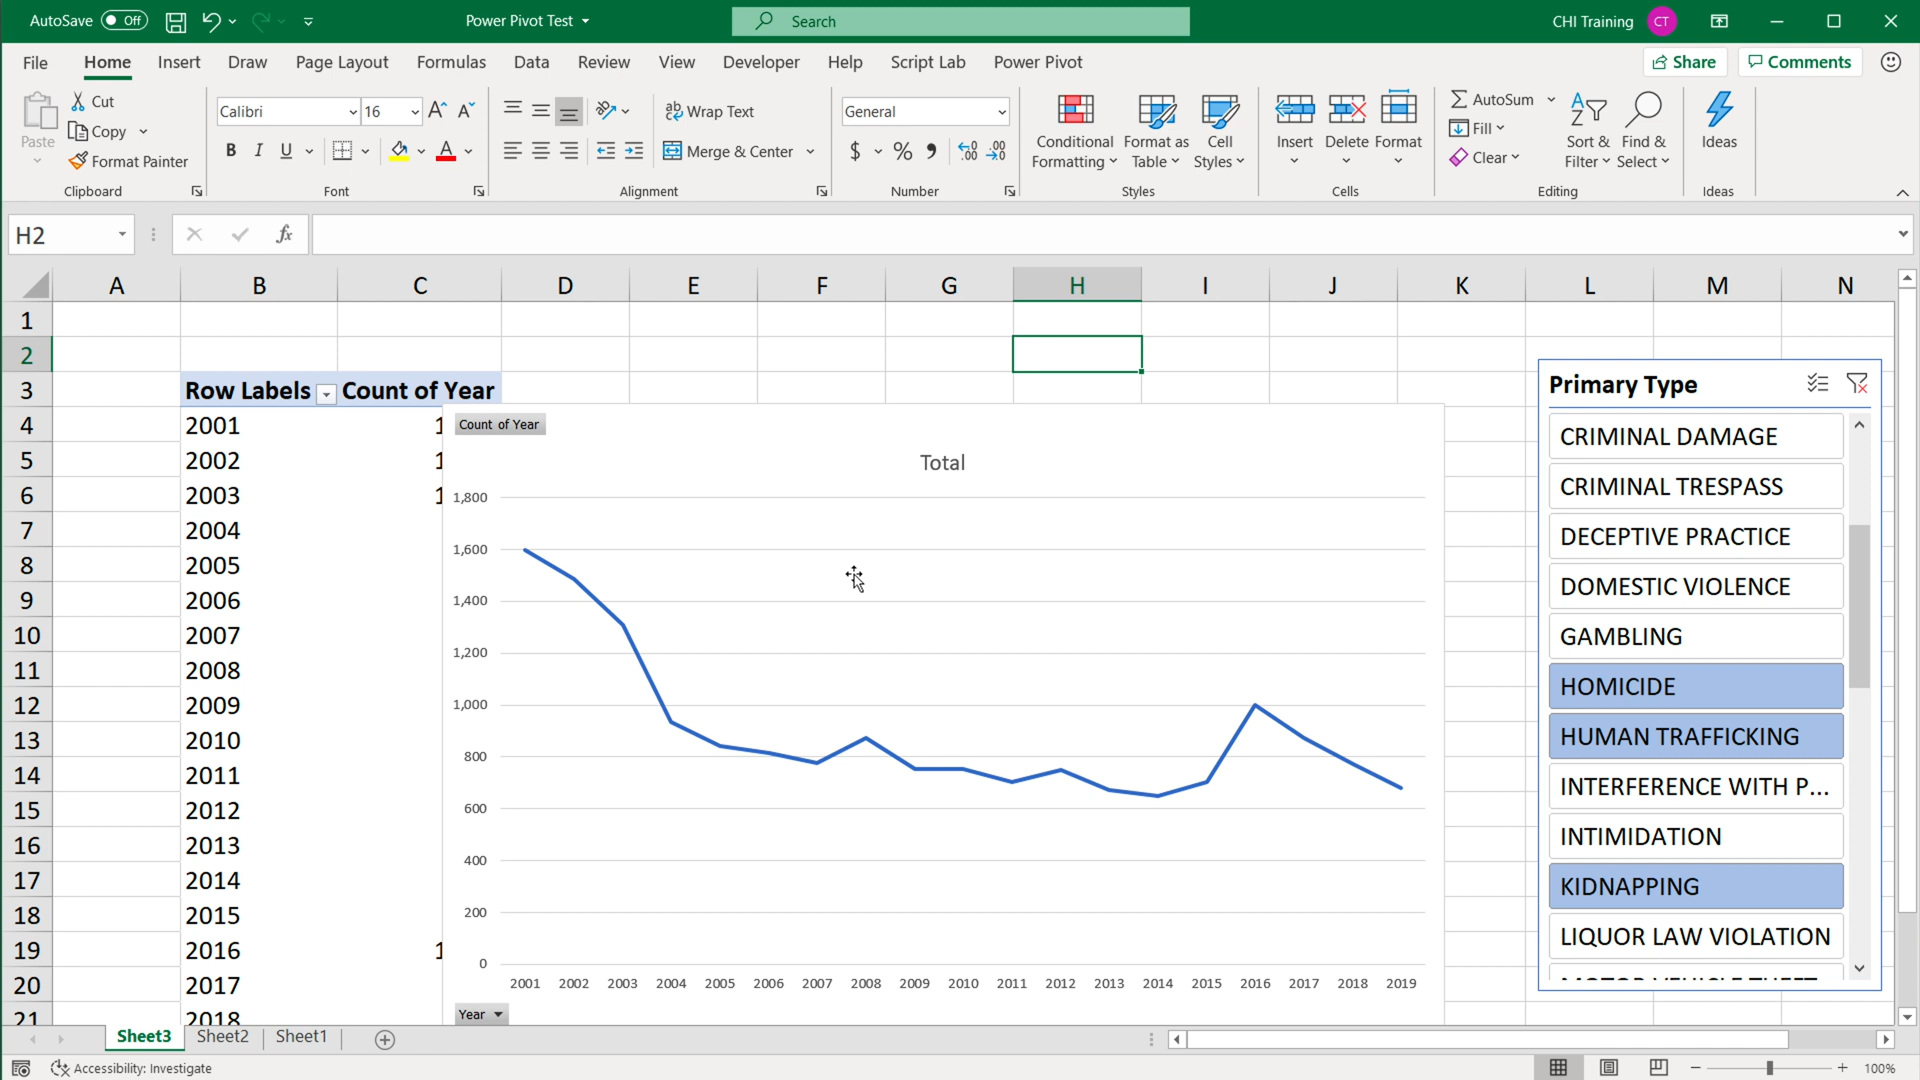 AutoSave Off Power Pivot Test Search CHI Training CT
File Home Insert Draw Page Layout Formulas Data Review View Developer Help Script Lab Power Pivot Share Comments
Paste
Cut
Copy
Format Painter
Clipboard
Calibri 16
B I U A
Font
Wrap Text
Merge & Center
Alignment
General
$ % 9
Number
Conditional Formatting
Format as Table
Cell Styles
Styles
Insert
Delete
Format
Cells
AutoSum
Fill
Clear
Sort & Filter
Find & Select
Editing
Ideas
Ideas
H2 fx
A B C D E F G H I J K L M N
1
2
3 Row Labels Count of Year
4 2001 1
5 2002 1
6 2003 1
7 2004
8 2005
9 2006
10 2007
11 2008
12 2009
13 2010
14 2011
15 2012
16 2013
17 2014
18 2015
19 2016 1
20 2017
21 2018
Count of Year
Total
1,800
1,600
1,400
1,200
1,000
800
600
400
200
0
2001 2002 2003 2004 2005 2006 2007 2008 2009 2010 2011 2012 2013 2014 2015 2016 2017 2018 2019
Year
Primary Type
CRIMINAL DAMAGE
CRIMINAL TRESPASS
DECEPTIVE PRACTICE
DOMESTIC VIOLENCE
GAMBLING
HOMICIDE
HUMAN TRAFFICKING
INTERFERENCE WITH P...
INTIMIDATION
KIDNAPPING
LIQUOR LAW VIOLATION
Sheet3 Sheet2 Sheet1
Accessibility: Investigate 100%